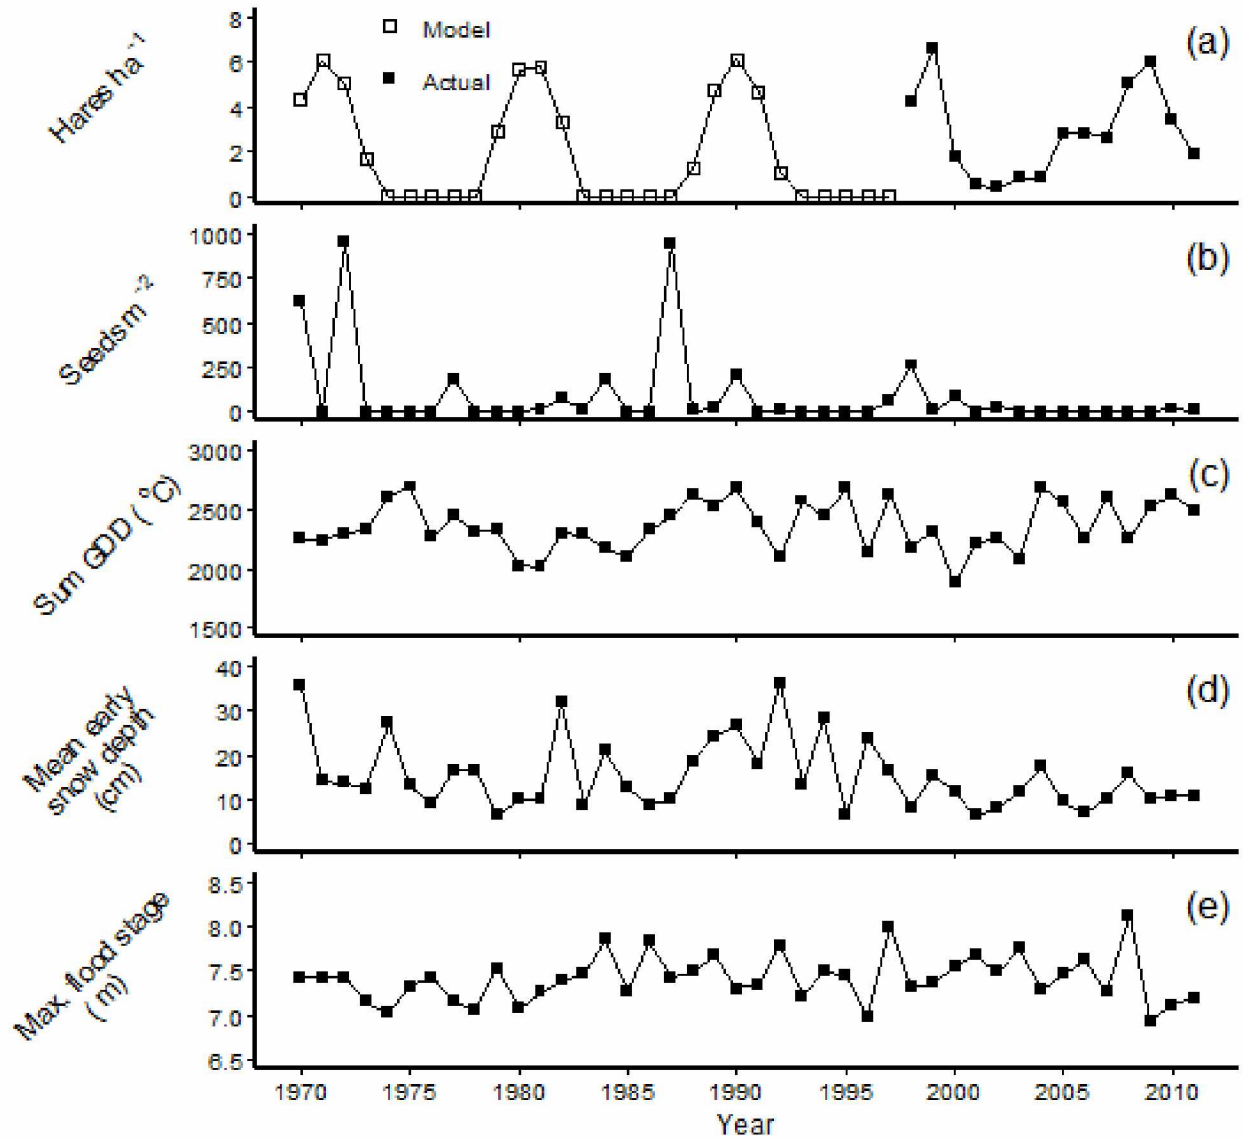 Hares ha⁻¹
8
6
4
2
0
Model
Actual
(a)
Seeds m⁻²
1000
750
500
250
0
(b)
Sum GDD (°C)
3000
2500
2000
1500
(c)
Mean early
snow depth
(cm)
40
30
20
10
0
(d)
Max. flood stage
(m)
8.5
8.0
7.5
7.0
6.5
(e)
1970 1975 1980 1985 1990 1995 2000 2005 2010
Year